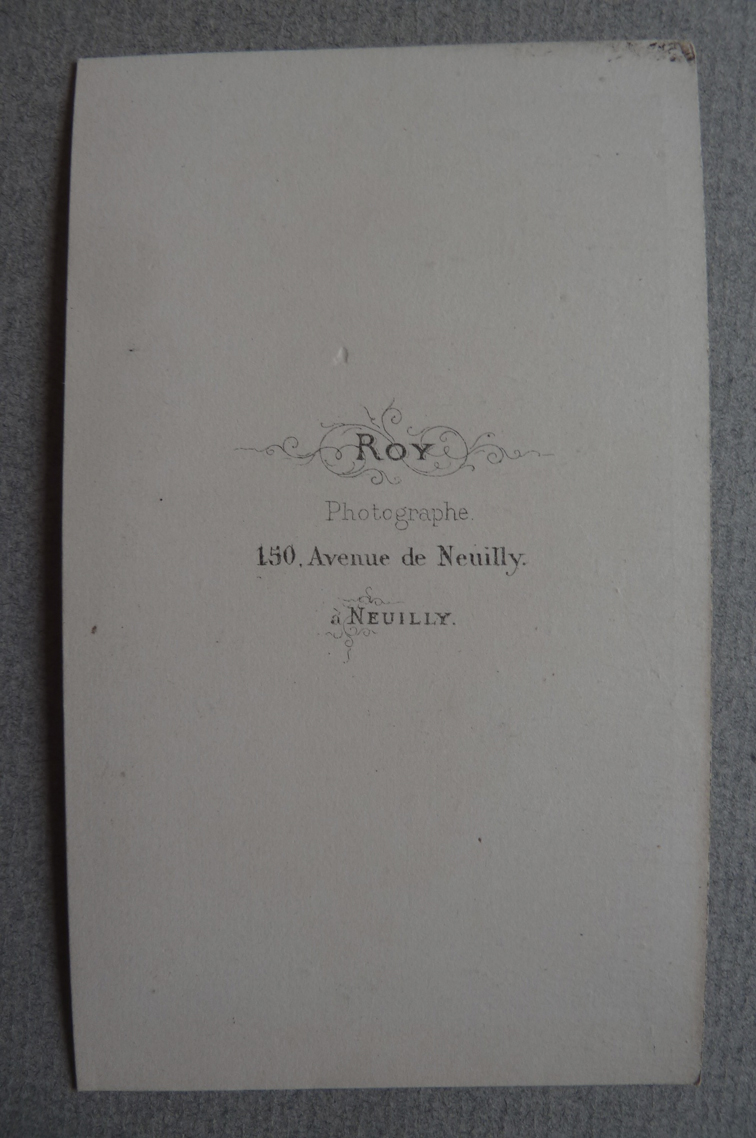 ROY
Photographe.
150, Avenue de Neuilly.
à NEUILLY.